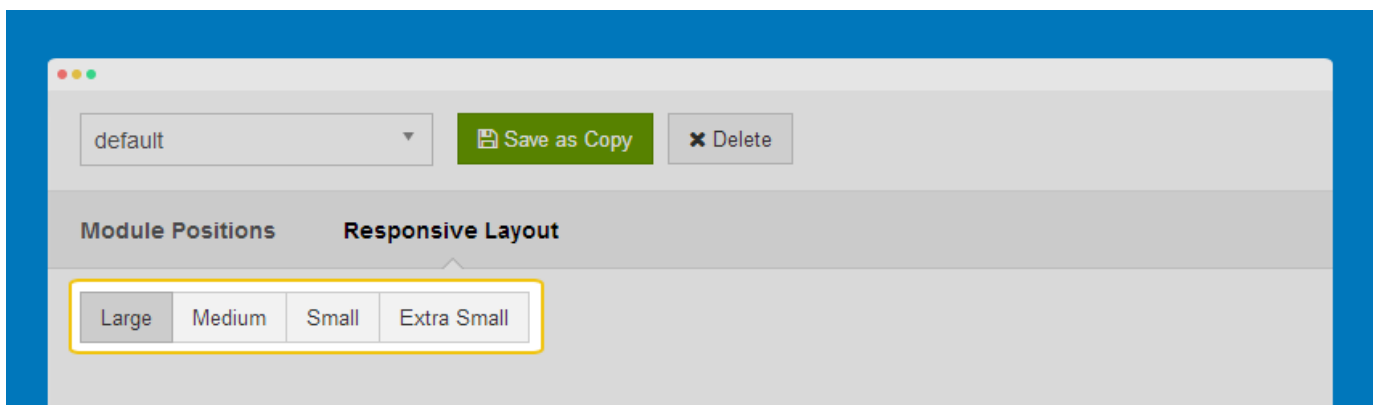 default Save as Copy Delete
Module Positions Responsive Layout
Large Medium Small Extra Small